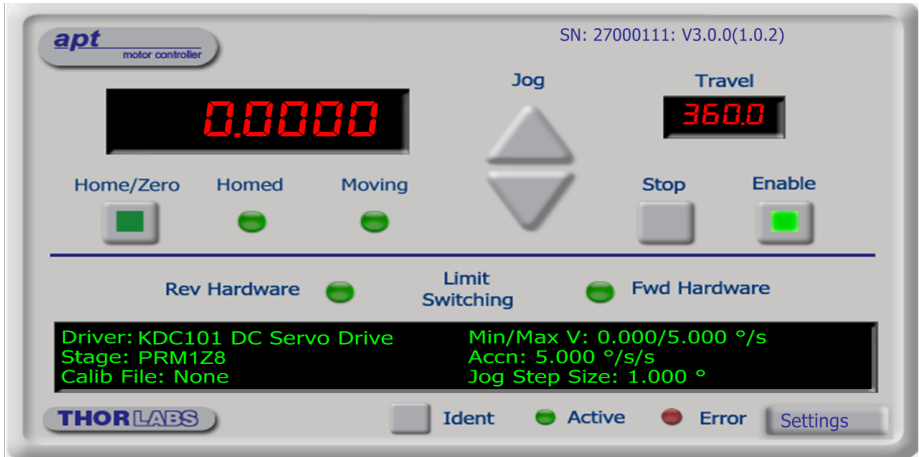 apt
motor controller
SN: 27000111: V3.0.0(1.0.2)
Jog
Travel
0.0000
360.0
Home/Zero
Homed
Moving
Stop
Enable
Rev Hardware
Limit
Switching
Fwd Hardware
Driver: KDC101 DC Servo Drive
Stage: PRM1Z8
Calib File: None
Min/Max V: 0.000/5.000 °/s
Accn: 5.000 °/s/s
Jog Step Size: 1.000 °
THORLABS
Ident
Active
Error
Settings